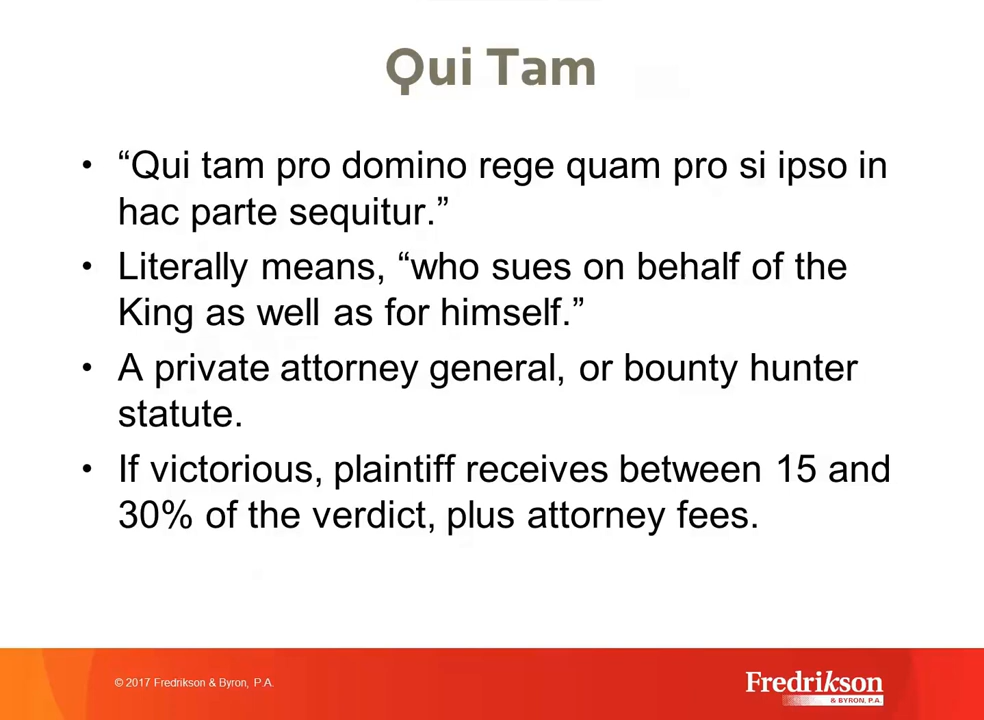 Qui Tam
• “Qui tam pro domino rege quam pro si ipso in
hac parte sequitur.”
• Literally means, “who sues on behalf of the
King as well as for himself.”
• A private attorney general, or bounty hunter
statute.
• If victorious, plaintiff receives between 15 and
30% of the verdict, plus attorney fees.
© 2017 Fredrikson & Byron, P.A.
Fredrikson
& BYRON, P.A.